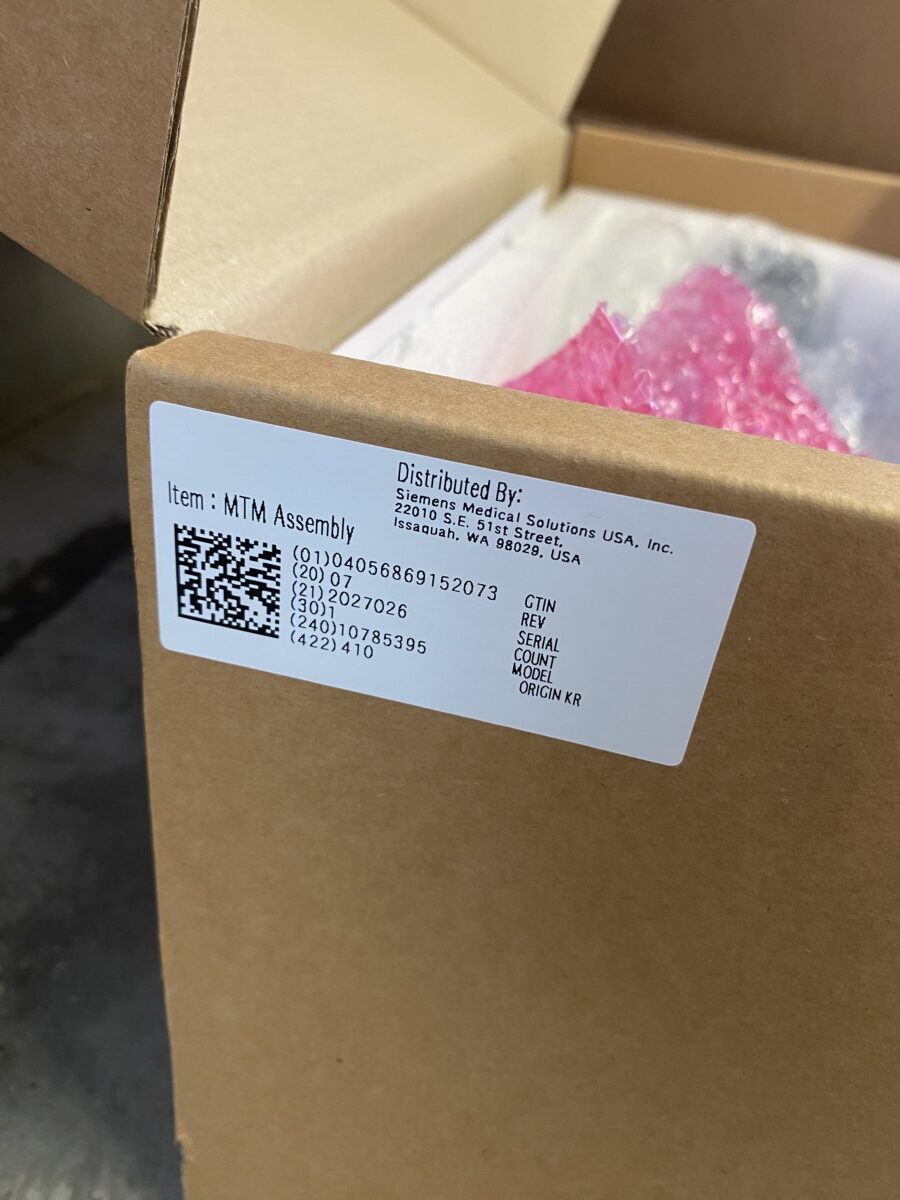 Distributed By:
Siemens Medical Solutions USA, Inc.
22010 S.E. 51st Street,
Issaquah, WA 98029, USA
Item : MTM Assembly
(01)04056869152073 GTIN
(20) 07 REV
(21)2027026 SERIAL
(30)1 COUNT
(240)10785395 MODEL
(422)410 ORIGIN KR